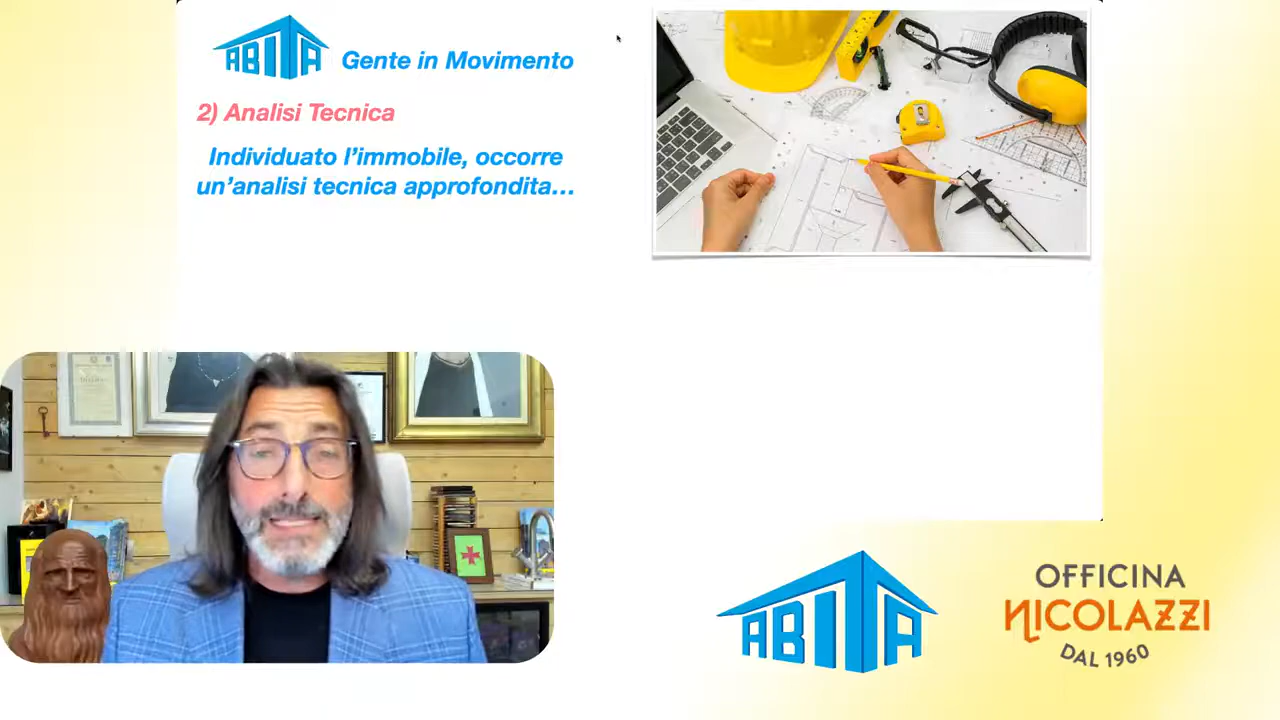 ABITA
Gente in Movimento
2) Analisi Tecnica
Individuato l’immobile, occorre
un’analisi tecnica approfondita…
ABITA
OFFICINA
NICOLAZZI
DAL 1960